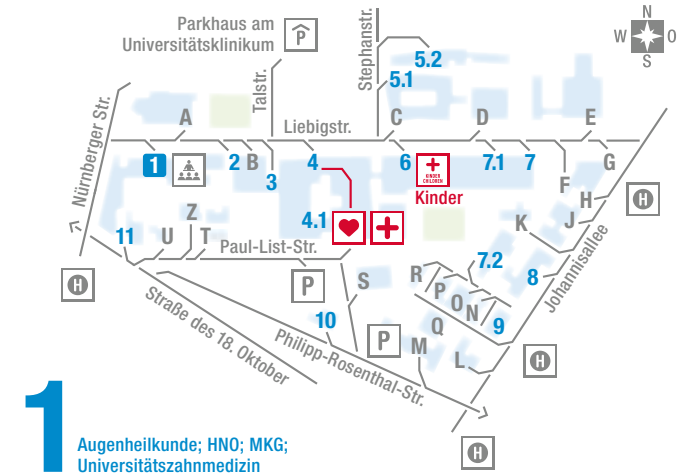 Parkhaus am
Universitätsklinikum
P
N
W O
S
Stephanstr.
5.2
5.1
Talstr.
Nürnberger Str.
A
Liebigstr.
C
D
E
1
2
B
3
4
6
KINDER
CHILDREN
Kinder
7.1
7
F
G
H
H
J
K
4.1
Z
11
U
T
Paul-List-Str.
H
P
S
R
P
O
N
7.2
8
Johannisallee
9
Q
M
L
H
10
P
Straße des 18. Oktober
Philipp-Rosenthal-Str.
H
1
Augenheilkunde; HNO; MKG;
Universitätszahnmedizin